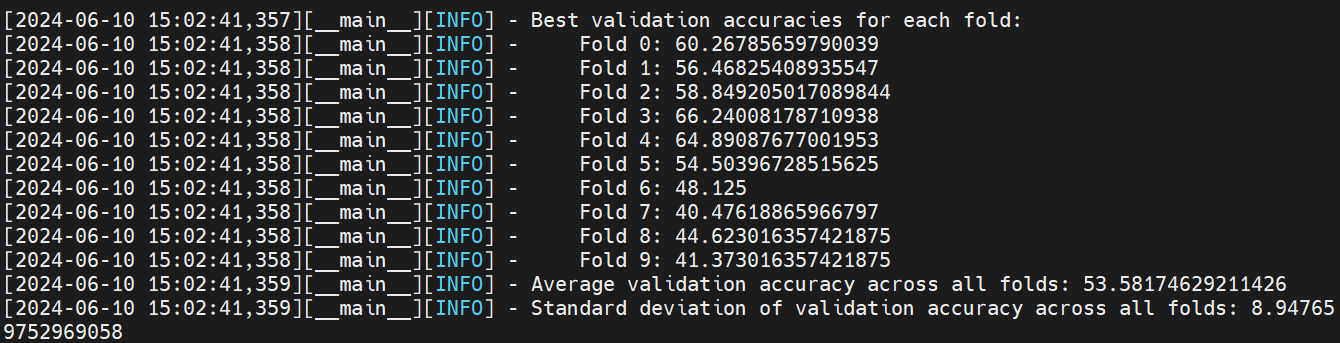 [2024-06-10 15:02:41,357][__main__][INFO] - Best validation accuracies for each fold:
[2024-06-10 15:02:41,358][__main__][INFO] -     Fold 0: 60.26785659790039
[2024-06-10 15:02:41,358][__main__][INFO] -     Fold 1: 56.46825408935547
[2024-06-10 15:02:41,358][__main__][INFO] -     Fold 2: 58.849205017089844
[2024-06-10 15:02:41,358][__main__][INFO] -     Fold 3: 66.24008178710938
[2024-06-10 15:02:41,358][__main__][INFO] -     Fold 4: 64.89087677001953
[2024-06-10 15:02:41,358][__main__][INFO] -     Fold 5: 54.50396728515625
[2024-06-10 15:02:41,358][__main__][INFO] -     Fold 6: 48.125
[2024-06-10 15:02:41,358][__main__][INFO] -     Fold 7: 40.47618865966797
[2024-06-10 15:02:41,358][__main__][INFO] -     Fold 8: 44.623016357421875
[2024-06-10 15:02:41,358][__main__][INFO] -     Fold 9: 41.373016357421875
[2024-06-10 15:02:41,359][__main__][INFO] - Average validation accuracy across all folds: 53.58174629211426
[2024-06-10 15:02:41,359][__main__][INFO] - Standard deviation of validation accuracy across all folds: 8.94765
9752969058